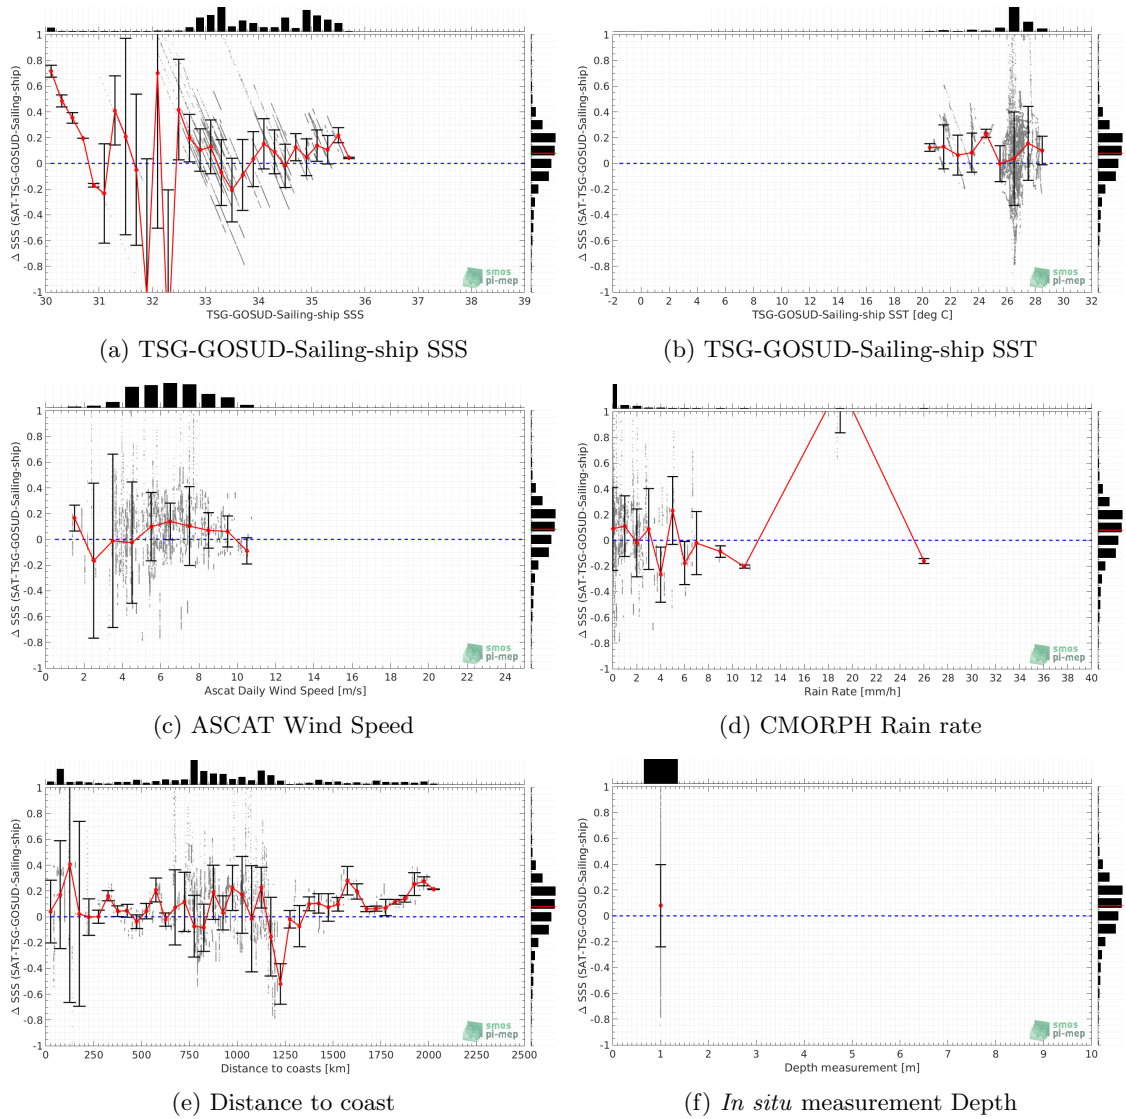 1
0.8
0.6
0.4
0.2
0
-0.2
-0.4
-0.6
-0.8
-1
Δ SSS (SAT-TSG-GOSUD-Sailing-ship)
30 31 32 33 34 35 36 37 38 39
TSG-GOSUD-Sailing-ship SSS
smos
pi-mep
(a) TSG-GOSUD-Sailing-ship SSS
1
0.8
0.6
0.4
0.2
0
-0.2
-0.4
-0.6
-0.8
-1
Δ SSS (SAT-TSG-GOSUD-Sailing-ship)
-2 0 2 4 6 8 10 12 14 16 18 20 22 24 26 28 30 32
TSG-GOSUD-Sailing-ship SST [deg C]
smos
pi-mep
(b) TSG-GOSUD-Sailing-ship SST
1
0.8
0.6
0.4
0.2
0
-0.2
-0.4
-0.6
-0.8
-1
Δ SSS (SAT-TSG-GOSUD-Sailing-ship)
0 2 4 6 8 10 12 14 16 18 20 22 24
Ascat Daily Wind Speed [m/s]
smos
pi-mep
(c) ASCAT Wind Speed
1
0.8
0.6
0.4
0.2
0
-0.2
-0.4
-0.6
-0.8
-1
Δ SSS (SAT-TSG-GOSUD-Sailing-ship)
0 2 4 6 8 10 12 14 16 18 20 22 24 26 28 30 32 34 36 38 40
Rain Rate [mm/h]
smos
pi-mep
(d) CMORPH Rain rate
1
0.8
0.6
0.4
0.2
0
-0.2
-0.4
-0.6
-0.8
-1
Δ SSS (SAT-TSG-GOSUD-Sailing-ship)
0 250 500 750 1000 1250 1500 1750 2000 2250 2500
Distance to coasts [km]
smos
pi-mep
(e) Distance to coast
1
0.8
0.6
0.4
0.2
0
-0.2
-0.4
-0.6
-0.8
-1
Δ SSS (SAT-TSG-GOSUD-Sailing-ship)
0 1 2 3 4 5 6 7 8 9 10
Depth measurement [m]
smos
pi-mep
(f) In situ measurement Depth